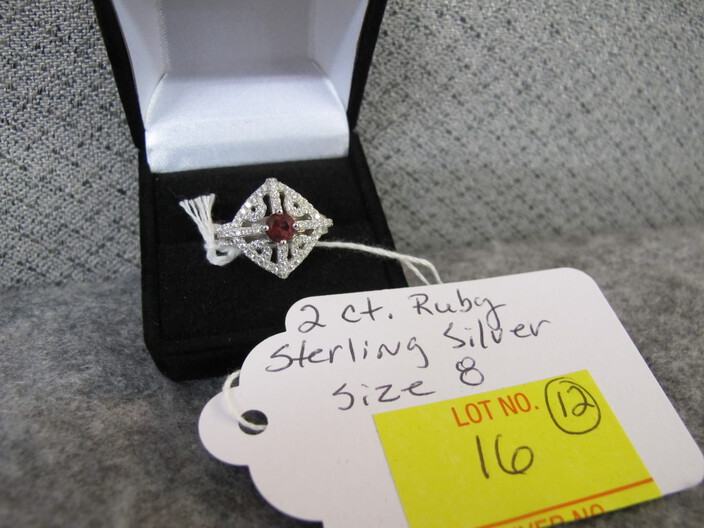 2 ct. Ruby
Sterling Silver
Size 8
LOT NO. 12
16